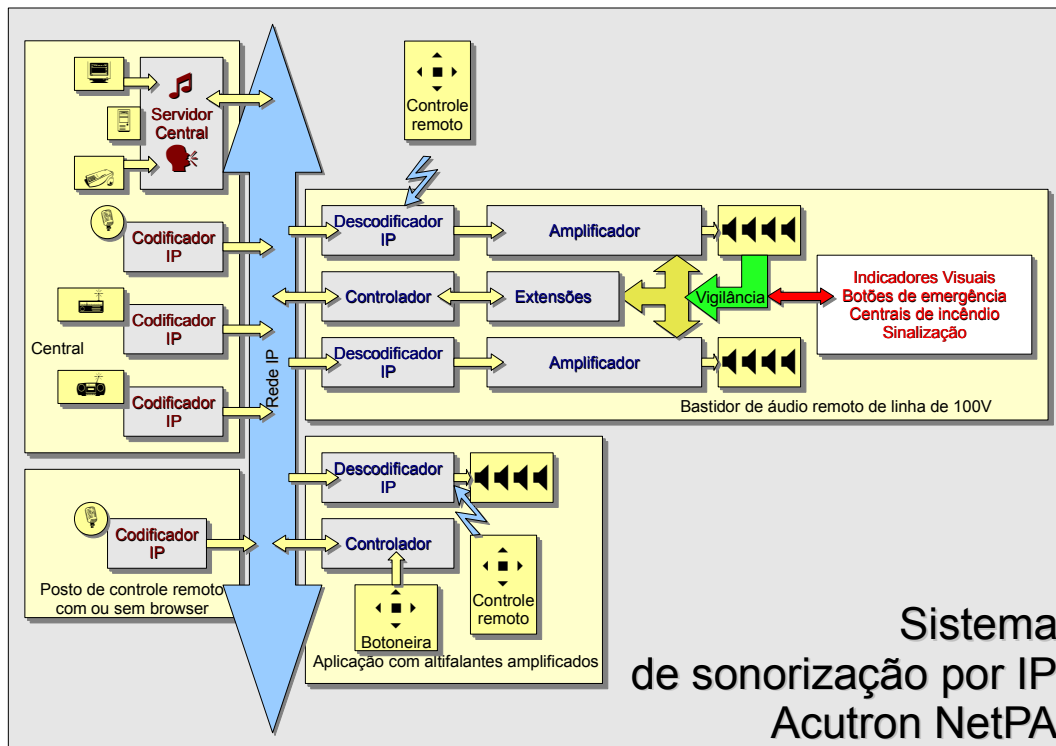 Servidor
Central
Codificador
IP
Codificador
IP
Central
Codificador
IP
Codificador
IP
Posto de controle remoto
com ou sem browser
Rede IP
Controle
remoto
Descodificador
IP
Amplificador
Controlador
Extensões
Vigilância
Indicadores Visuais
Botões de emergência
Centrais de incêndio
Sinalização
Descodificador
IP
Amplificador
Bastidor de áudio remoto de linha de 100V
Descodificador
IP
Controlador
Controle
remoto
Botoneira
Aplicação com altifalantes amplificados
Sistema
de sonorização por IP
Acutron NetPA